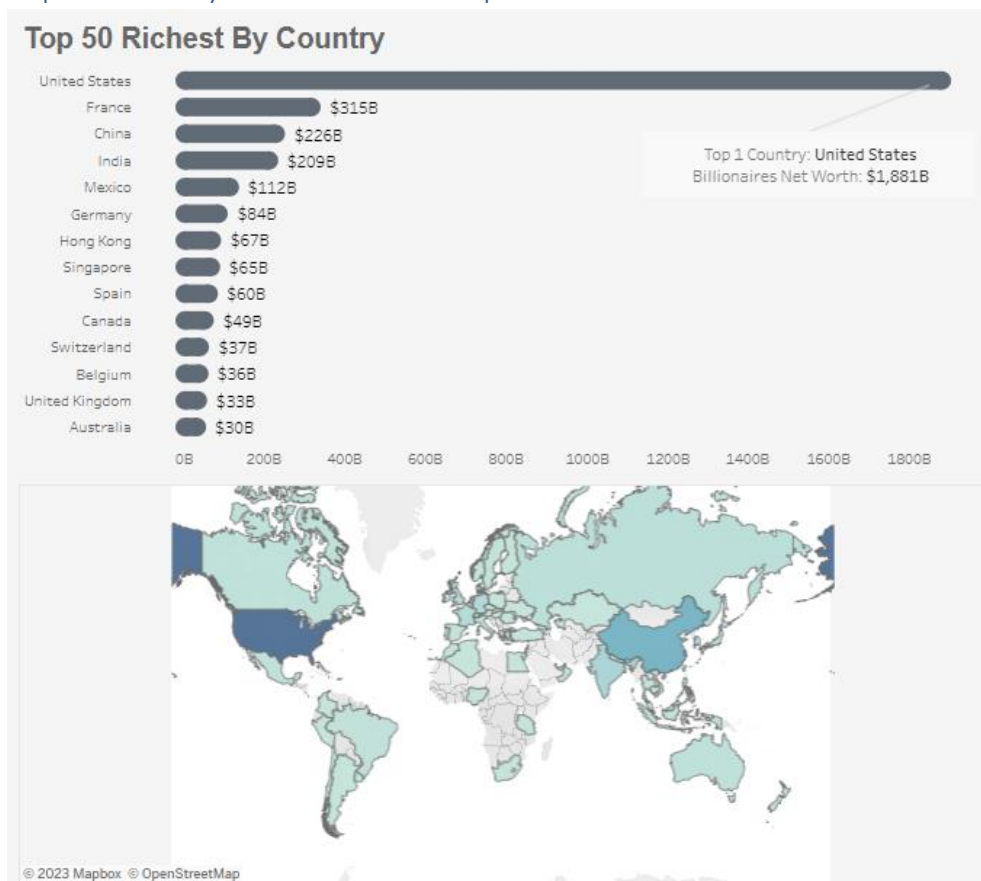 Top 50 Richest By Country
United States
France $315B
China $226B
India $209B
Top 1 Country: United States
Billionaires Net Worth: $1,881B
Mexico $112B
Germany $84B
Hong Kong $67B
Singapore $65B
Spain $60B
Canada $49B
Switzerland $37B
Belgium $36B
United Kingdom $33B
Australia $30B
0B 200B 400B 600B 800B 1000B 1200B 1400B 1600B 1800B
© 2023 Mapbox © OpenStreetMap